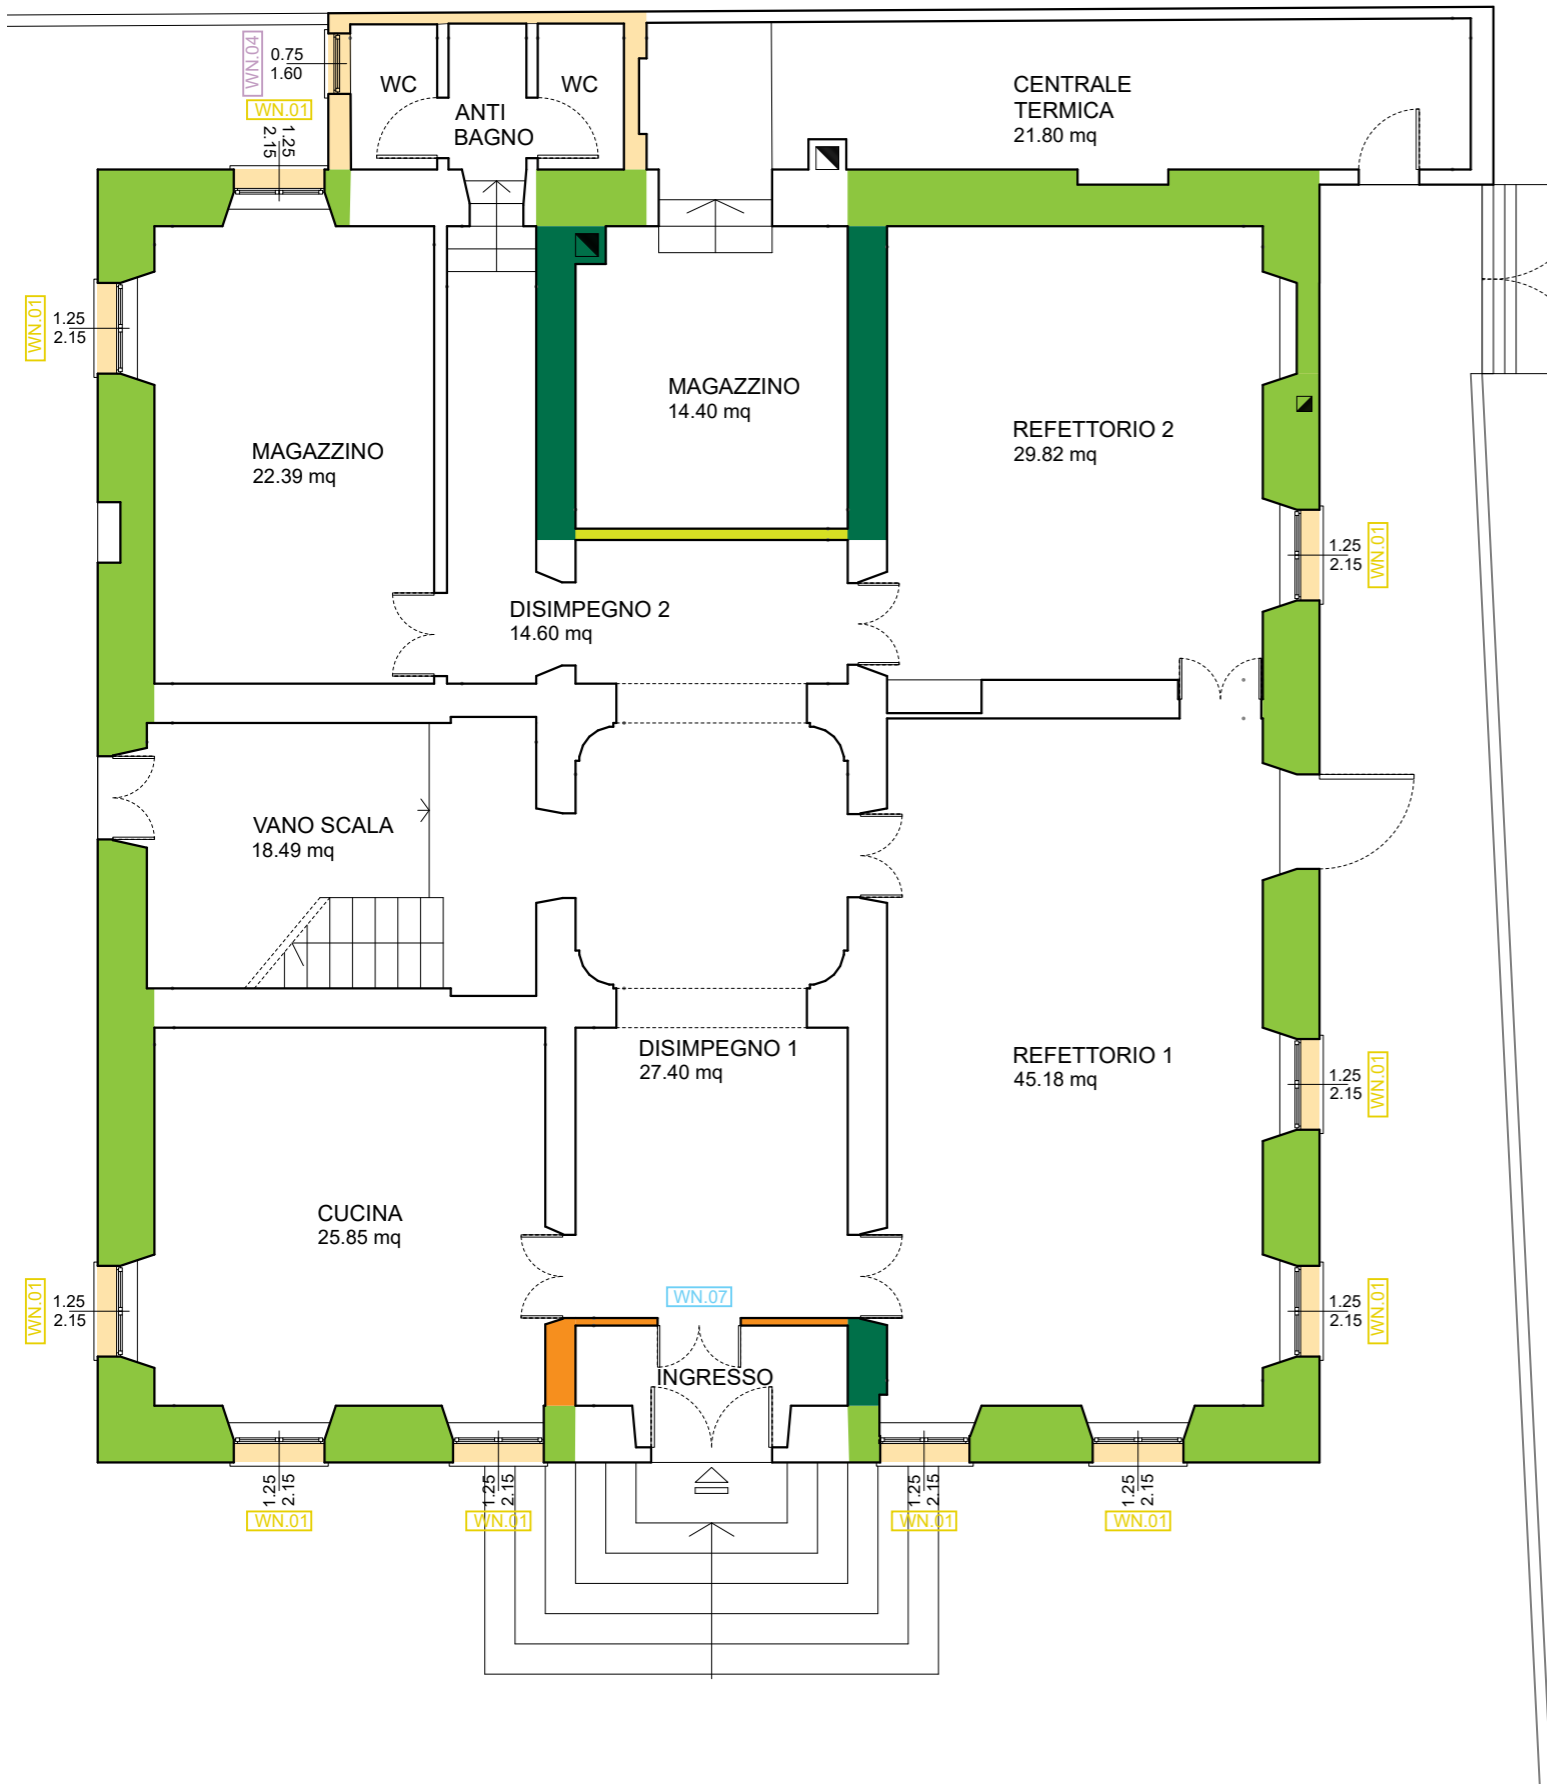 WN.04
0.75
1.60
WC
WC
ANTI
BAGNO
CENTRALE
TERMICA
21.80 mq
WN.01
1.25
2.15
WN.01
1.25
2.15
MAGAZZINO
14.40 mq
MAGAZZINO
22.39 mq
REFETTORIO 2
29.82 mq
1.25
2.15
WN.01
DISIMPEGNO 2
14.60 mq
VANO SCALA
18.49 mq
DISIMPEGNO 1
27.40 mq
REFETTORIO 1
45.18 mq
1.25
2.15
WN.01
CUCINA
25.85 mq
WN.07
WN.01
1.25
2.15
1.25
2.15
WN.01
INGRESSO
1.25
2.15
WN.01
1.25
2.15
WN.01
1.25
2.15
WN.01
1.25
2.15
WN.01